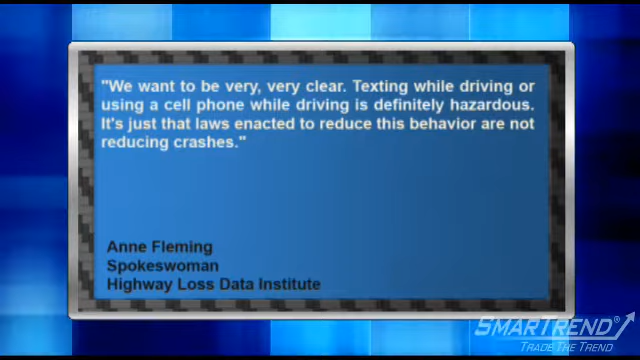 "We want to be very, very clear. Texting while driving or
using a cell phone while driving is definitely hazardous.
It's just that laws enacted to reduce this behavior are not
reducing crashes."
Anne Fleming
Spokeswoman
Highway Loss Data Institute
SMARTREND®
TRADE THE TREND